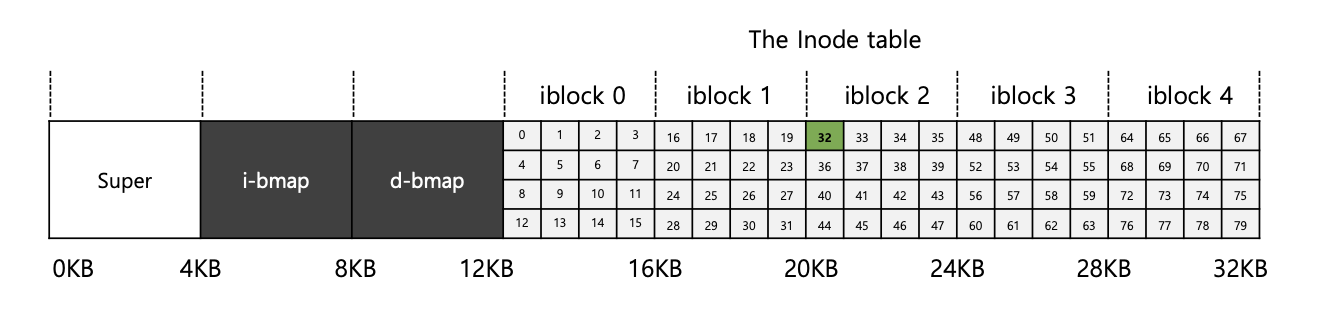 The Inode table
iblock 0 iblock 1 iblock 2 iblock 3 iblock 4
0 1 2 3 16 17 18 19 32 33 34 35 48 49 50 51 64 65 66 67
4 5 6 7 20 21 22 23 36 37 38 39 52 53 54 55 68 69 70 71
Super i-bmap d-bmap
8 9 10 11 24 25 26 27 40 41 42 43 56 57 58 59 72 73 74 75
12 13 14 15 28 29 30 31 44 45 46 47 60 61 62 63 76 77 78 79
0KB 4KB 8KB 12KB 16KB 20KB 24KB 28KB 32KB